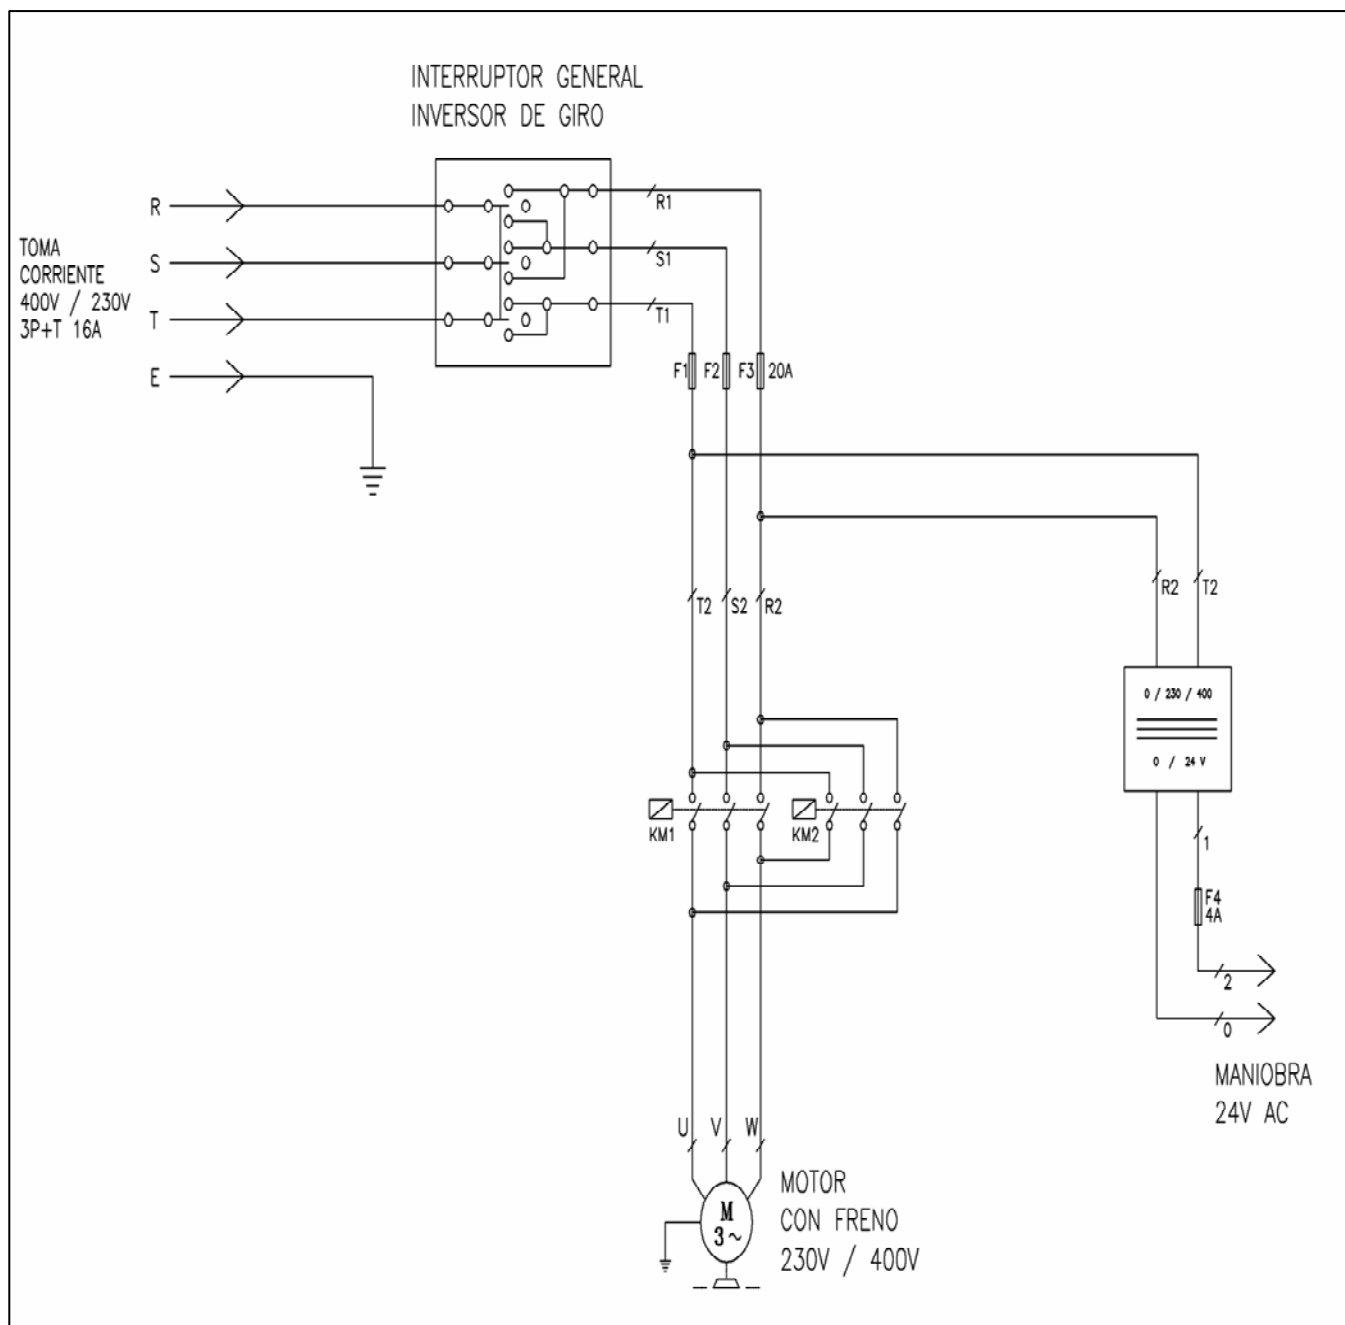 INTERRUPTOR GENERAL
INVERSOR DE GIRO
R
R1
TOMA
CORRIENTE
400V / 230V
3P+T 16A
S
S1
T
T1
E
F1
F2
F3
20A
R2
T2
T2
S2
R2
0 / 230 / 400
0 / 24 V
KM1
KM2
1
F4
4A
2
0
MANIOBRA
24V AC
U
V
W
M
3~
MOTOR
CON FRENO
230V / 400V